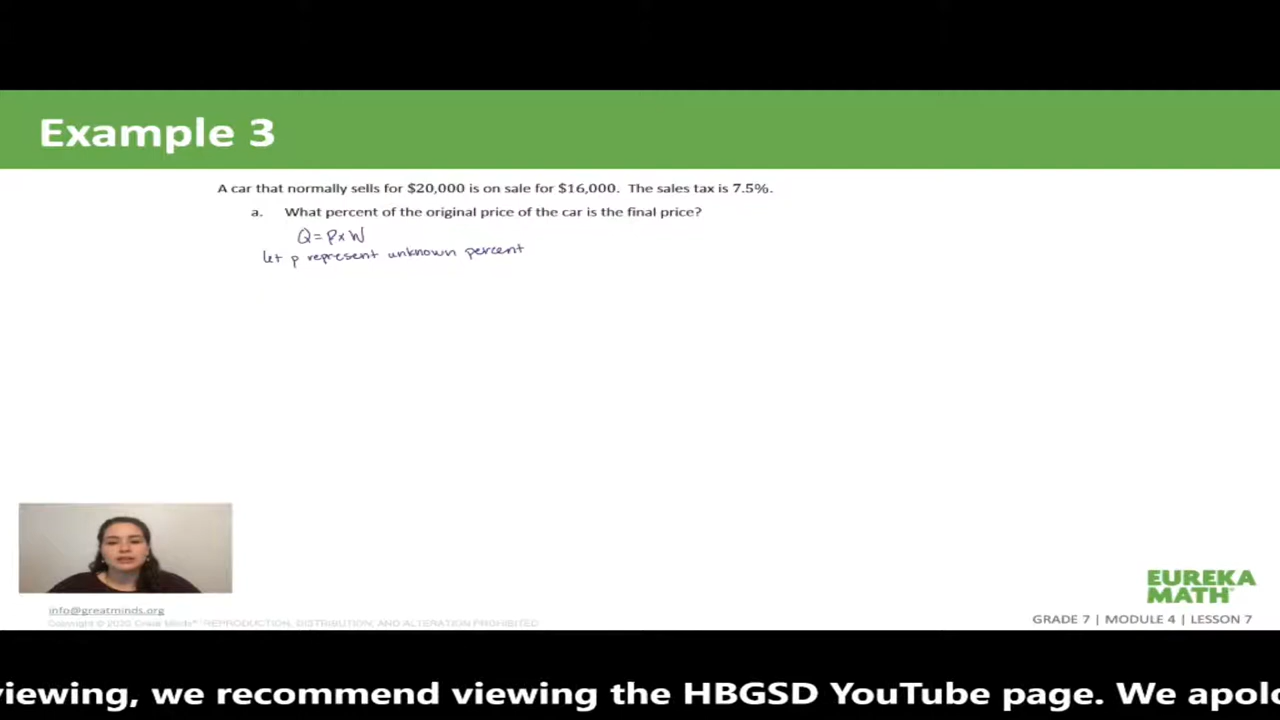 Example 3
A car that normally sells for $20,000 is on sale for $16,000. The sales tax is 7.5%.
a. What percent of the original price of the car is the final price?
Q = P x W
let p represent unknown percent
EUREKA
MATH
info@greatminds.org
GRADE 7 | MODULE 4 | LESSON 7
Copyright © 2020 Great Minds® REPRODUCTION, DISTRIBUTION, AND ALTERATION PROHIBITED
viewing, we recommend viewing the HBGSD YouTube page. We apolo